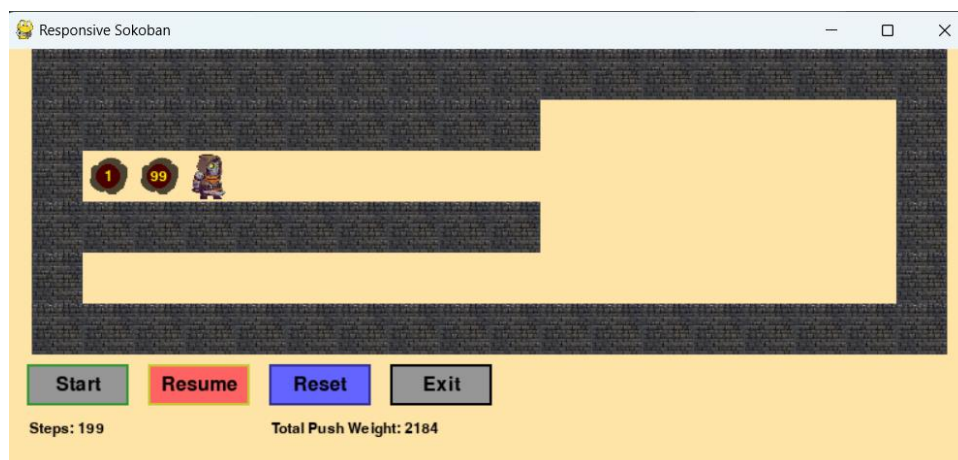 Responsive Sokoban
1 99
Start Resume Reset Exit
Steps: 199 Total Push Weight: 2184